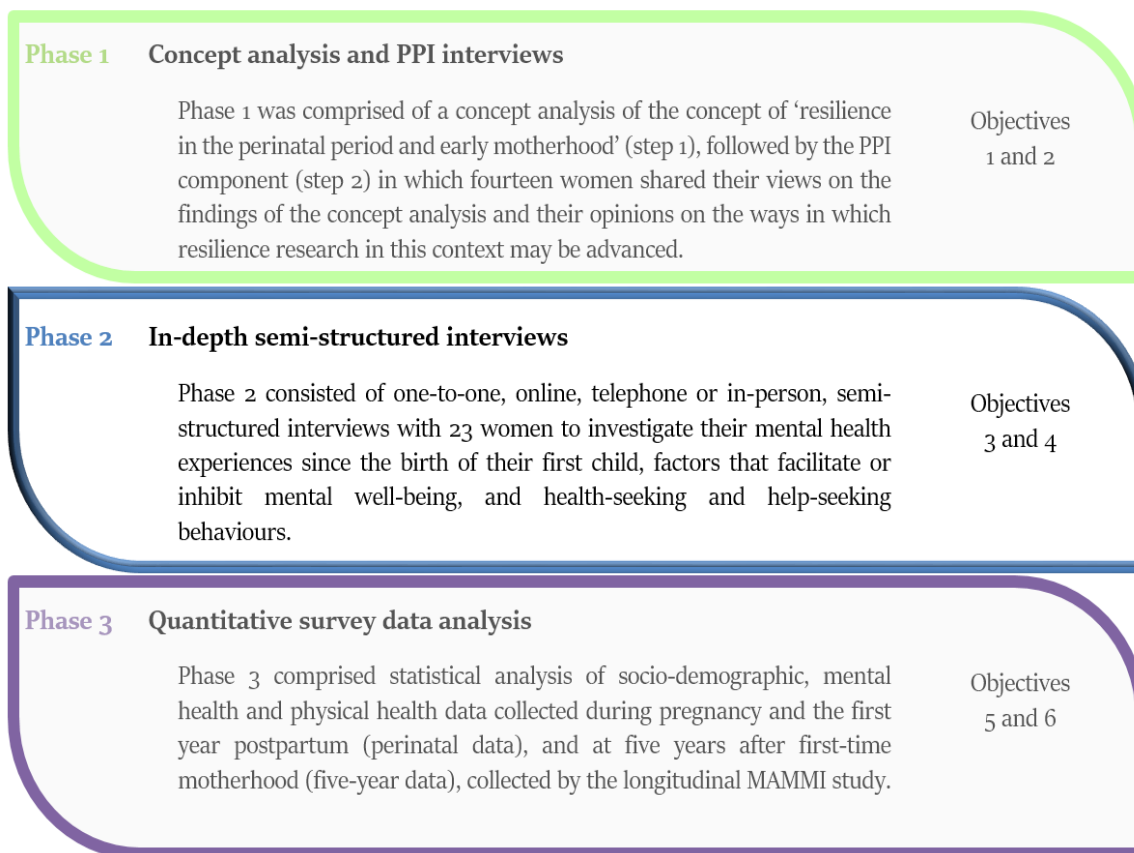 Phase 1 Concept analysis and PPI interviews
Phase 1 was comprised of a concept analysis of the concept of ‘resilience
in the perinatal period and early motherhood’ (step 1), followed by the PPI
component (step 2) in which fourteen women shared their views on the
findings of the concept analysis and their opinions on the ways in which
resilience research in this context may be advanced.
Objectives
1 and 2
Phase 2 In-depth semi-structured interviews
Phase 2 consisted of one-to-one, online, telephone or in-person, semi-
structured interviews with 23 women to investigate their mental health
experiences since the birth of their first child, factors that facilitate or
inhibit mental well-being, and health-seeking and help-seeking
behaviours.
Objectives
3 and 4
Phase 3 Quantitative survey data analysis
Phase 3 comprised statistical analysis of socio-demographic, mental
health and physical health data collected during pregnancy and the first
year postpartum (perinatal data), and at five years after first-time
motherhood (five-year data), collected by the longitudinal MAMMI study.
Objectives
5 and 6